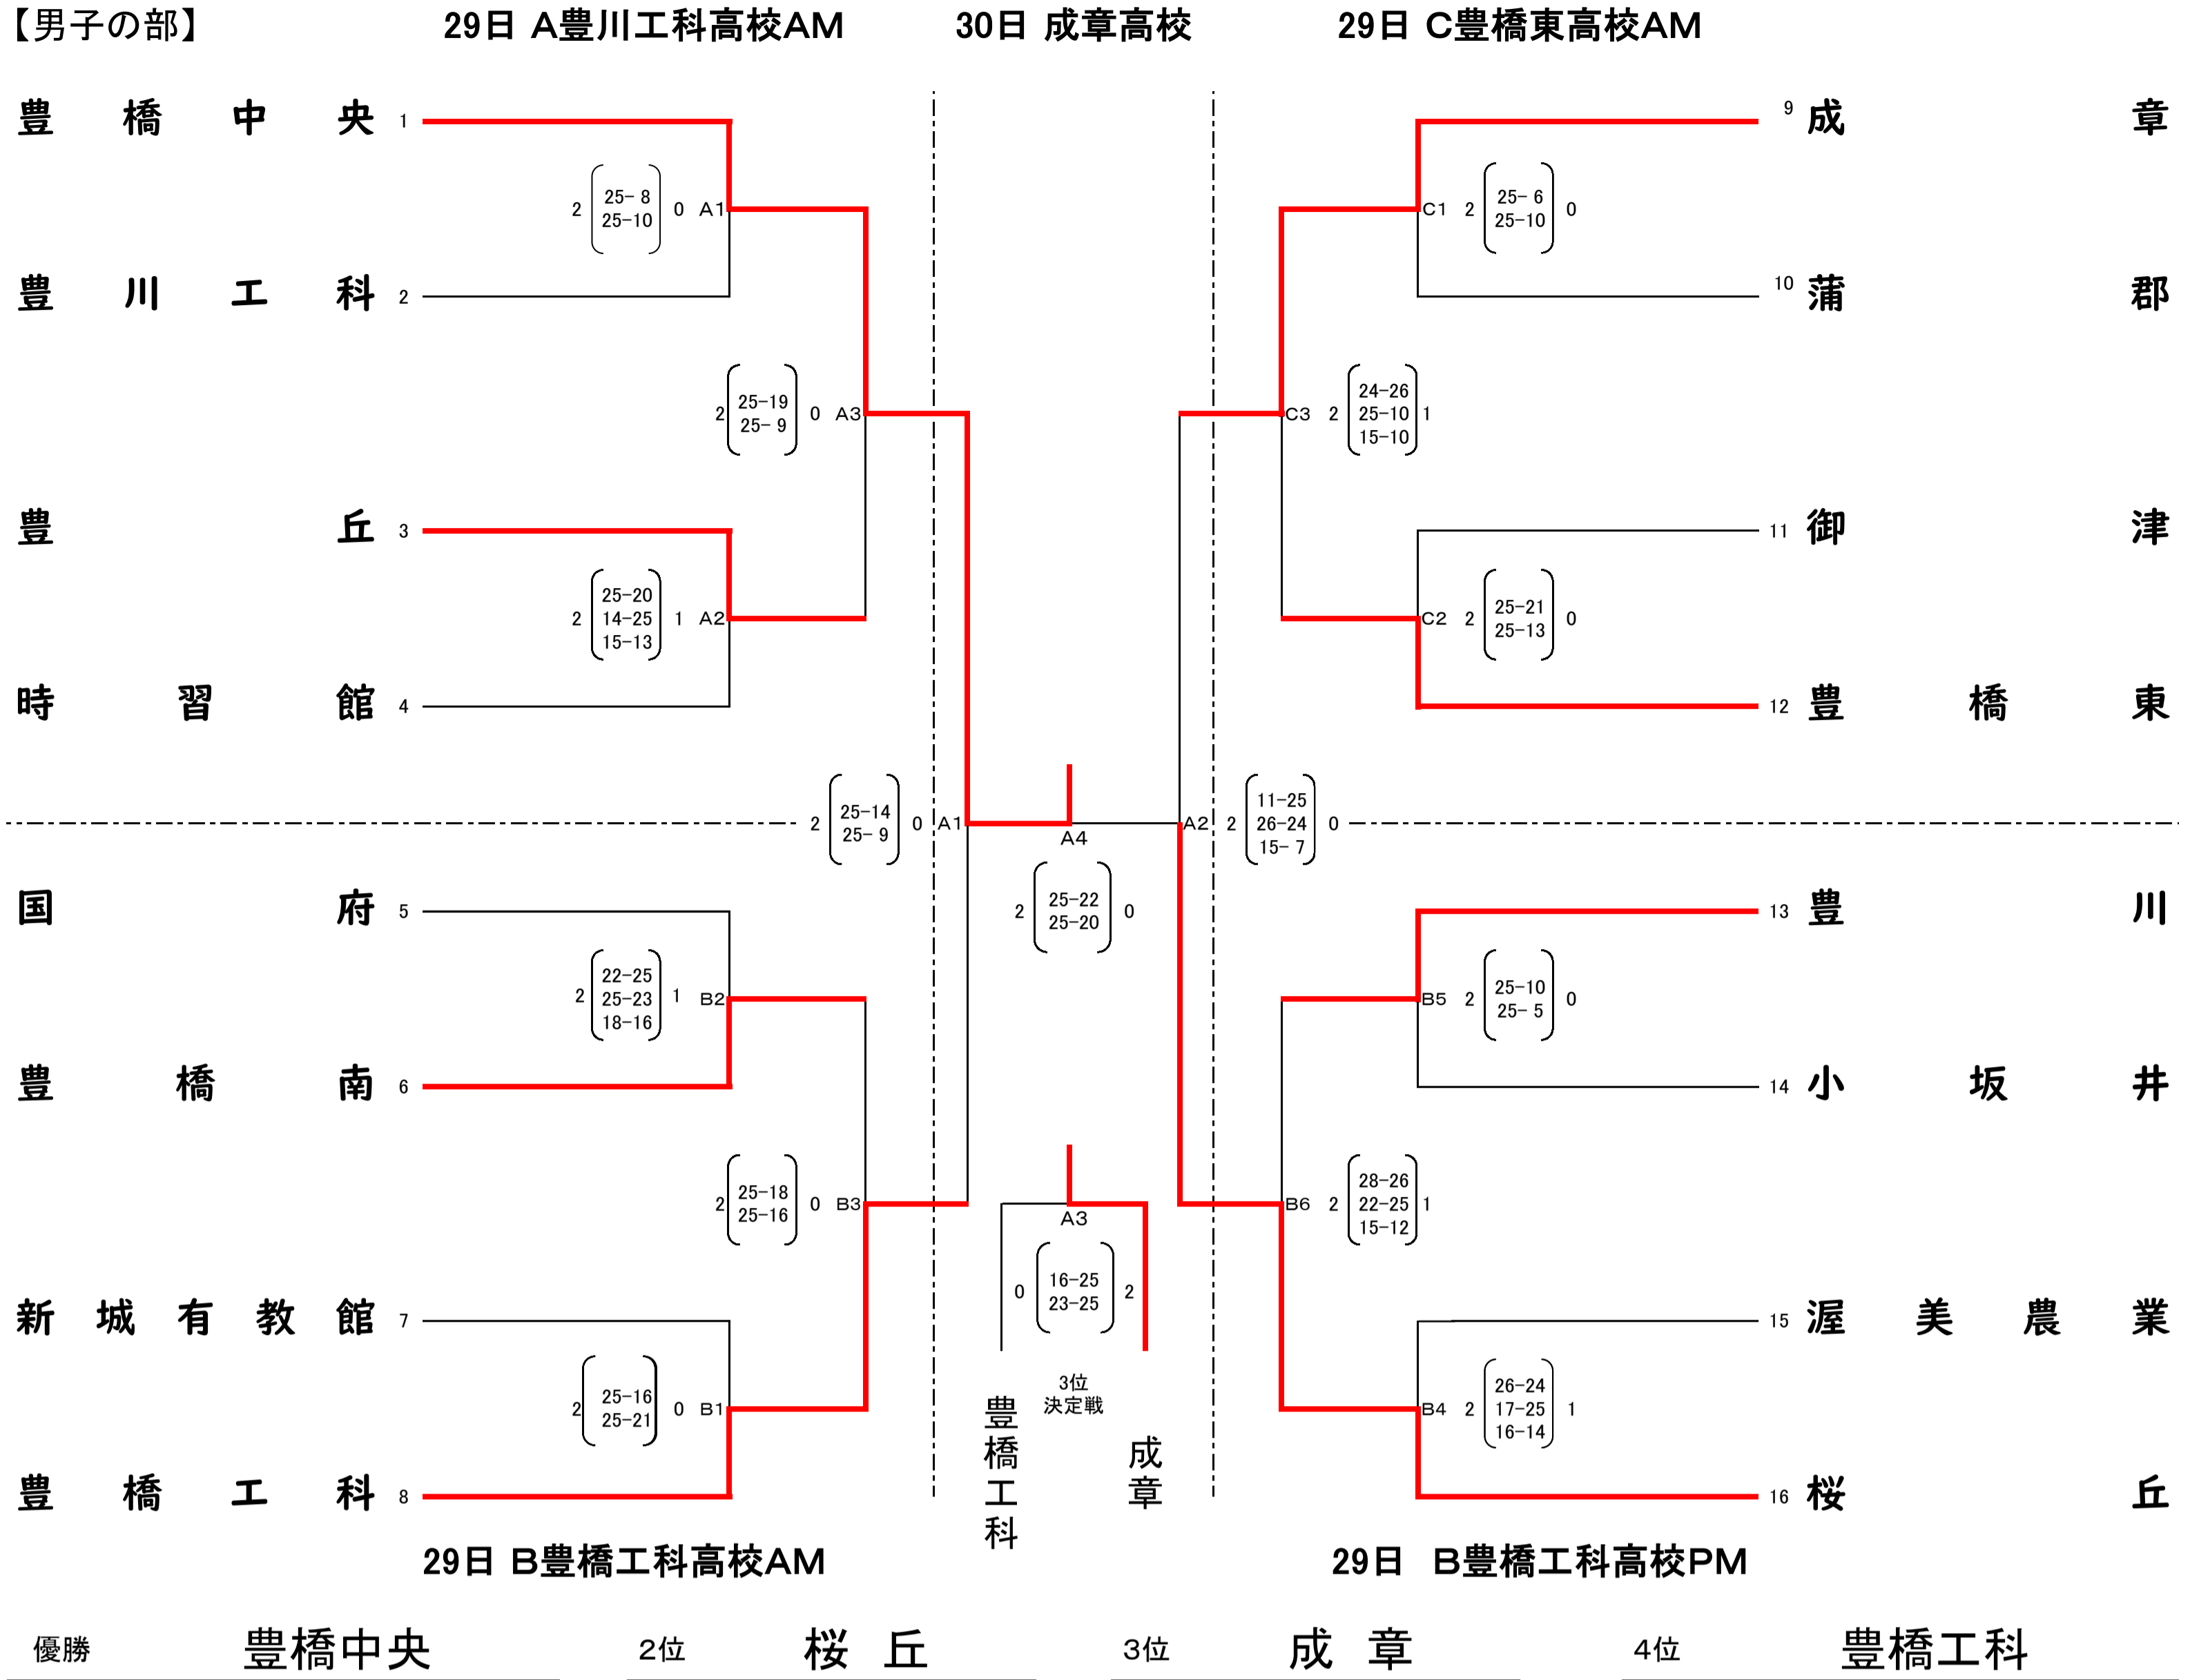 【男子の部】 29日 A豊川工科高校AM 30日 成章高校 29日 C豊橋東高校AM
豊橋中央 1
2 25-8 0 A1
25-10
豊川工科 2
2 25-19 0 A3
25-9
豊丘 3
25-20
2 14-25 1 A2
15-13
時習館 4
2 25-14 0 A1
25-9
国府 5
22-25
2 25-23 1 B2
18-16
豊橋南 6
2 25-18 0 B3
25-16
新城有教館 7
2 25-16 0 B1
25-21
豊橋工科 8
29日 B豊橋工科高校AM
A4
2 25-22 0
25-20
A3
0 16-25 2
23-25
3位
決定戦
豊橋工科
成章
9 成章
C1 2 25-6 0
25-10
10 蒲郡
24-26
C3 2 25-10 1
15-10
11 御津
C2 2 25-21 0
25-13
12 豊橋東
11-25
A2 2 26-24 0
15-7
13 豊川
B5 2 25-10 0
25-5
14 小坂井
28-26
B6 2 22-25 1
15-12
15 渥美農業
26-24
B4 2 17-25 1
16-14
16 桜丘
29日 B豊橋工科高校PM
優勝 豊橋中央 2位 桜丘 3位 成章 4位 豊橋工科